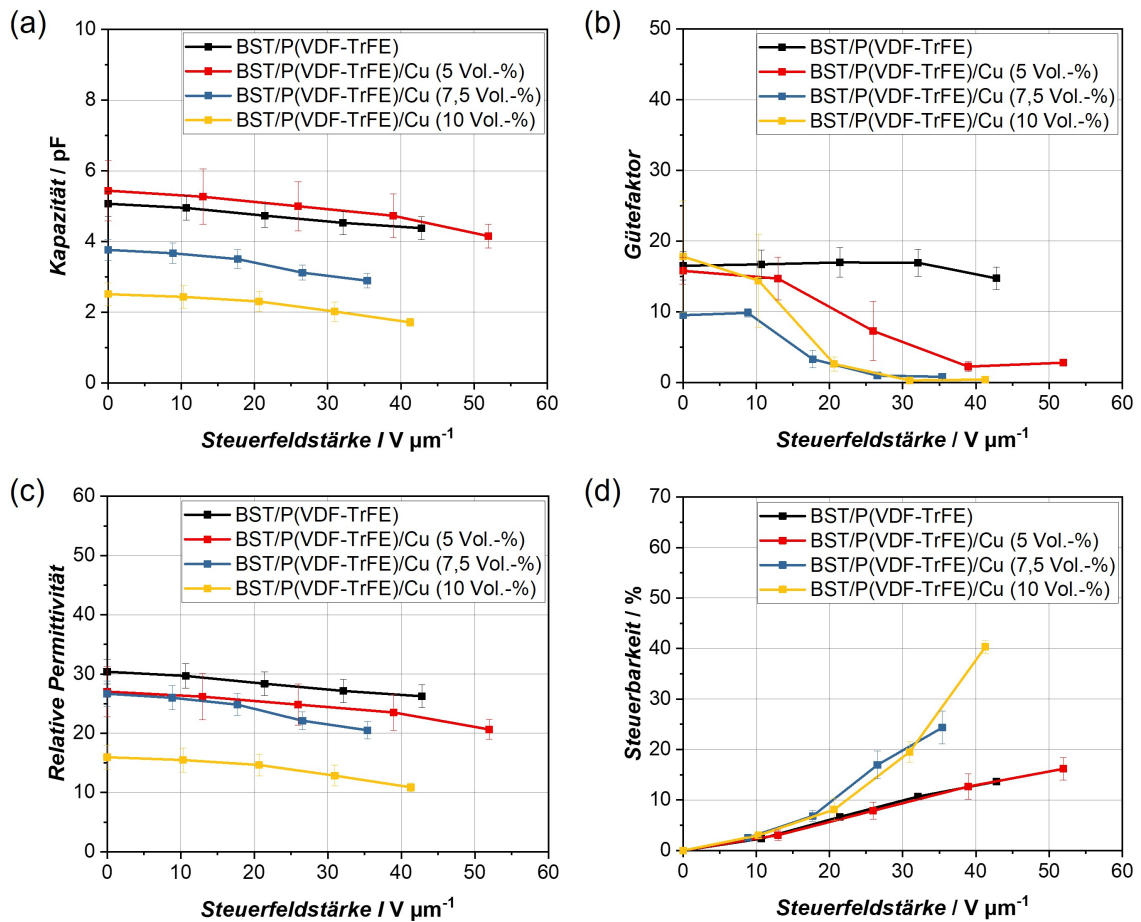 (a)
10
8
6
4
2
0
0 10 20 30 40 50 60
Kapazität / pF
Steuerfeldstärke / V µm⁻¹
BST/P(VDF-TrFE)
BST/P(VDF-TrFE)/Cu (5 Vol.-%)
BST/P(VDF-TrFE)/Cu (7,5 Vol.-%)
BST/P(VDF-TrFE)/Cu (10 Vol.-%)
(b)
50
40
30
20
10
0
0 10 20 30 40 50 60
Gütefaktor
Steuerfeldstärke / V µm⁻¹
BST/P(VDF-TrFE)
BST/P(VDF-TrFE)/Cu (5 Vol.-%)
BST/P(VDF-TrFE)/Cu (7,5 Vol.-%)
BST/P(VDF-TrFE)/Cu (10 Vol.-%)
(c)
60
50
40
30
20
10
0
0 10 20 30 40 50 60
Relative Permittivität
Steuerfeldstärke / V µm⁻¹
BST/P(VDF-TrFE)
BST/P(VDF-TrFE)/Cu (5 Vol.-%)
BST/P(VDF-TrFE)/Cu (7,5 Vol.-%)
BST/P(VDF-TrFE)/Cu (10 Vol.-%)
(d)
70
60
50
40
30
20
10
0
0 10 20 30 40 50 60
Steuerbarkeit / %
Steuerfeldstärke / V µm⁻¹
BST/P(VDF-TrFE)
BST/P(VDF-TrFE)/Cu (5 Vol.-%)
BST/P(VDF-TrFE)/Cu (7,5 Vol.-%)
BST/P(VDF-TrFE)/Cu (10 Vol.-%)